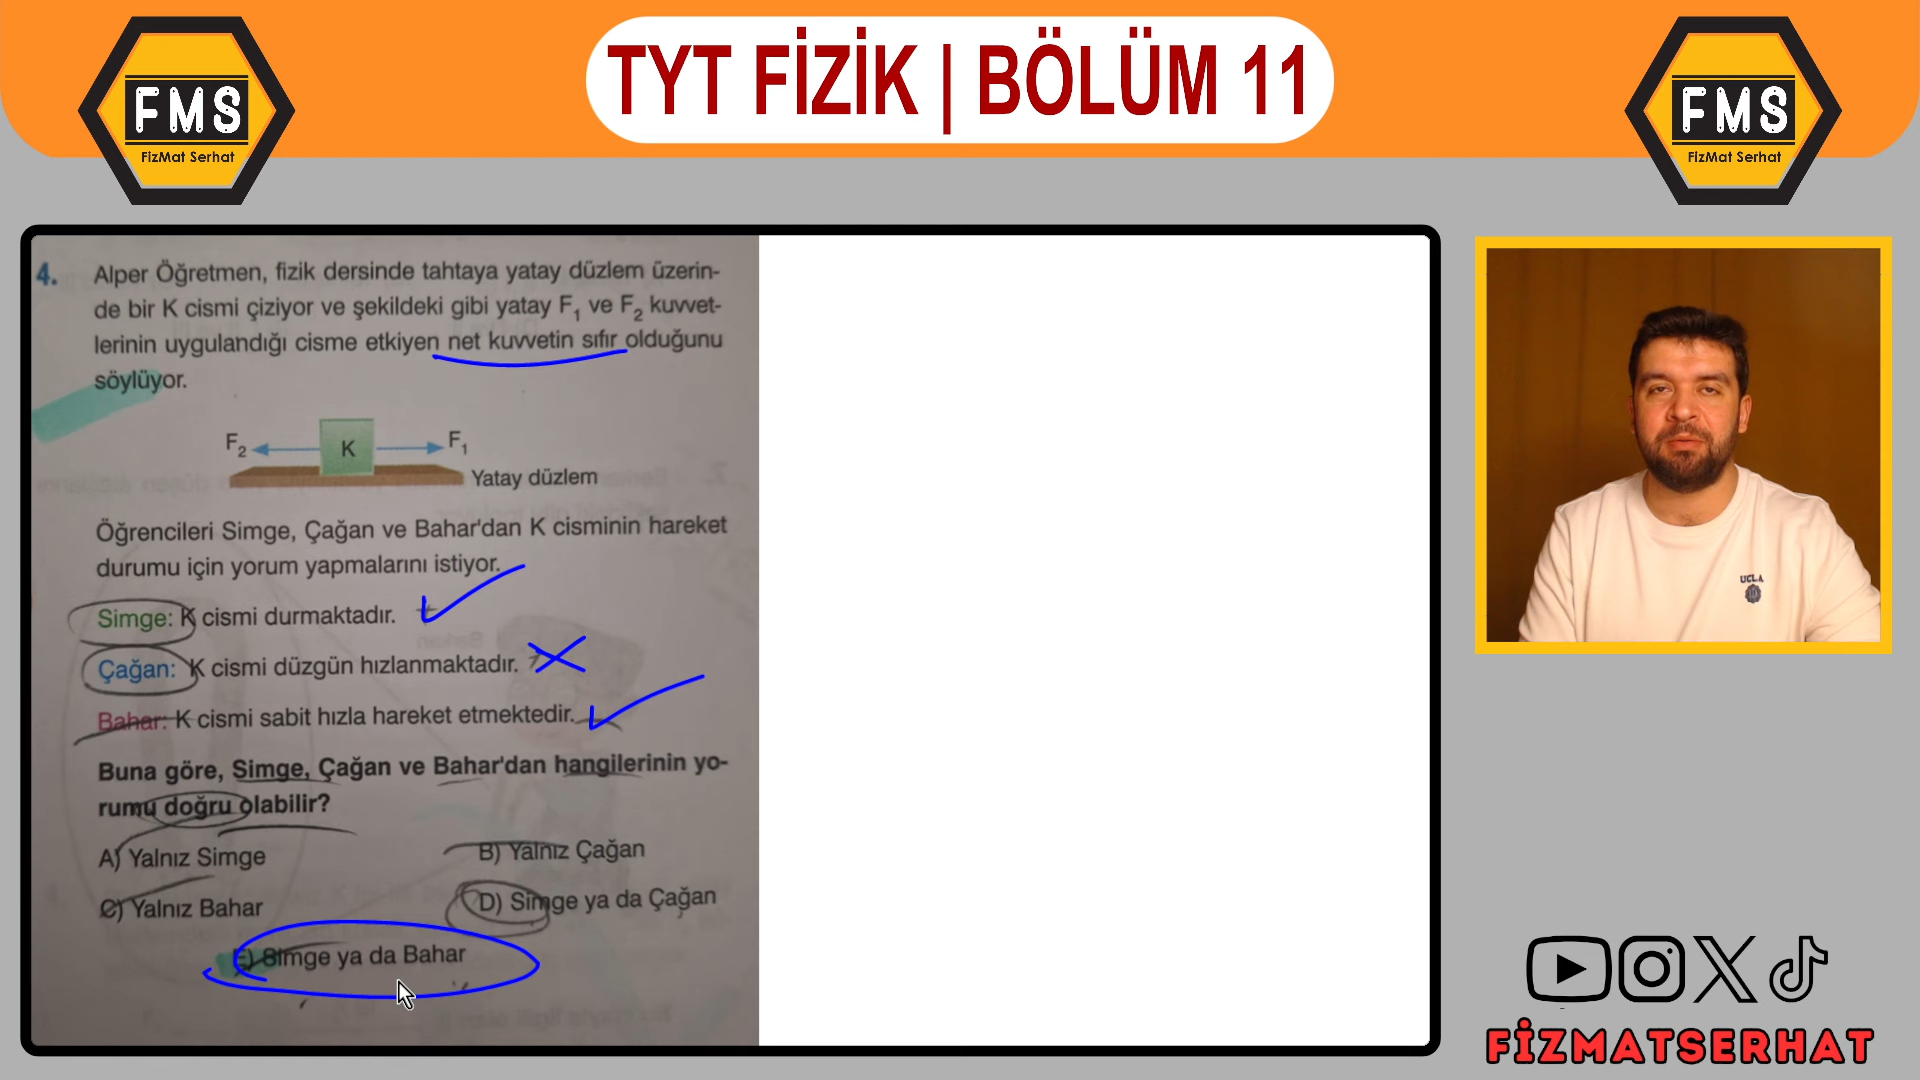 TYT FİZİK | BÖLÜM 11
FMS
FizMat Serhat
FMS
FizMat Serhat
4. Alper Öğretmen, fizik dersinde tahtaya yatay düzlem üzerin-
de bir K cismi çiziyor ve şekildeki gibi yatay F₁ ve F₂ kuvvet-
lerinin uygulandığı cisme etkiyen net kuvvetin sıfır olduğunu
söylüyor.
F₂ K F₁
Yatay düzlem
Öğrencileri Simge, Çağan ve Bahar'dan K cisminin hareket
durumu için yorum yapmalarını istiyor.
Simge: K cismi durmaktadır.
Çağan: K cismi düzgün hızlanmaktadır.
Bahar: K cismi sabit hızla hareket etmektedir.
Buna göre, Simge, Çağan ve Bahar'dan hangilerinin yo-
rumu doğru olabilir?
A) Yalnız Simge B) Yalnız Çağan
C) Yalnız Bahar D) Simge ya da Çağan
E) Simge ya da Bahar
UCLA
FİZMATSERHAT